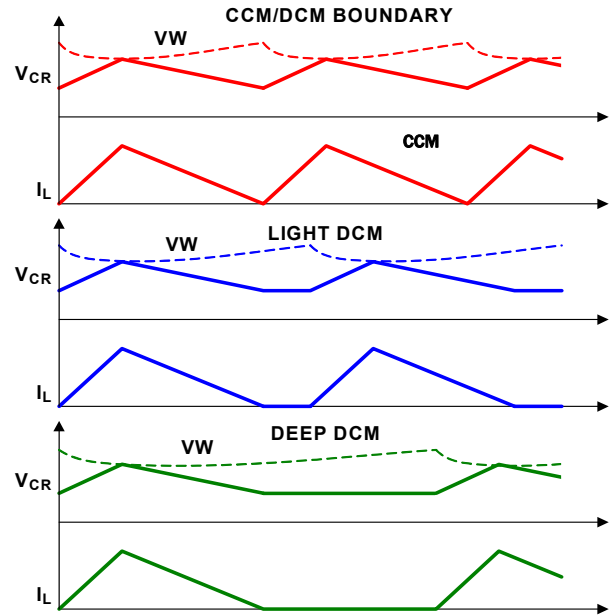 CCM/DCM BOUNDARY
VW
VCR
CCM
IL
LIGHT DCM
VW
VCR
IL
DEEP DCM
VW
VCR
IL